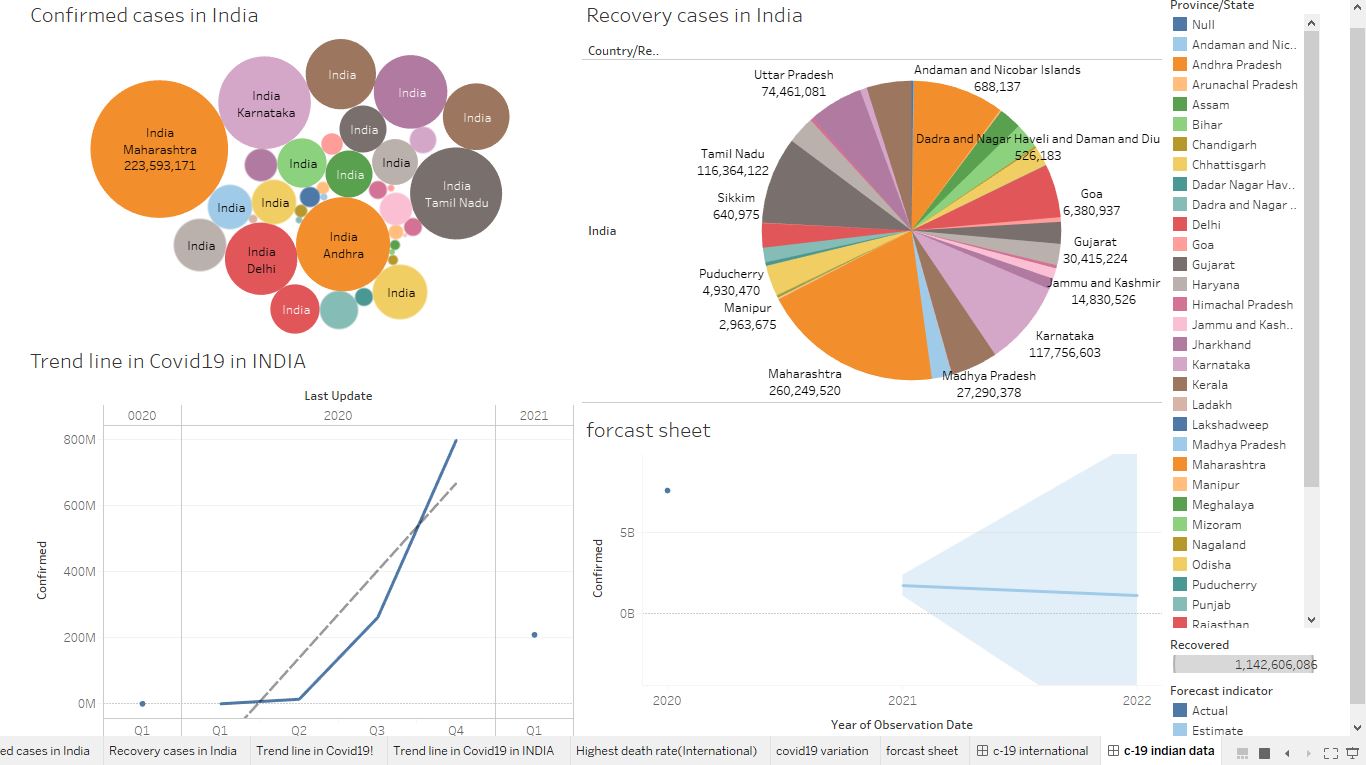 Confirmed cases in India
India
India
Karnataka
India
India
India
Maharashtra
223,593,171
India
India
India
India
India
India
Tamil Nadu
India
India
India
India
Andhra
India
Delhi
India
India
Recovery cases in India
Country/Re..
India
Uttar Pradesh
74,461,081
Andaman and Nicobar Islands
688,137
Dadra and Nagar Haveli and Daman and Diu
526,183
Tamil Nadu
116,364,122
Sikkim
640,975
Goa
6,380,937
Gujarat
30,415,224
Puducherry
4,930,470
Jammu and Kashmir
14,830,526
Manipur
2,963,675
Karnataka
117,756,603
Maharashtra
260,249,520
Madhya Pradesh
27,290,378
Trend line in Covid19 in INDIA
Last Update
0020
2020
2021
800M
600M
400M
200M
0M
Confirmed
Q1
Q1
Q2
Q3
Q4
Q1
forcast sheet
5B
0B
Confirmed
2020
2021
2022
Year of Observation Date
Province/State
Null
Andaman and Nic..
Andhra Pradesh
Arunachal Pradesh
Assam
Bihar
Chandigarh
Chhattisgarh
Dadar Nagar Hav..
Dadra and Nagar ..
Delhi
Goa
Gujarat
Haryana
Himachal Pradesh
Jammu and Kash..
Jharkhand
Karnataka
Kerala
Ladakh
Lakshadweep
Madhya Pradesh
Maharashtra
Manipur
Meghalaya
Mizoram
Nagaland
Odisha
Puducherry
Punjab
Rajasthan
Recovered
1,142,606,086
Forecast indicator
Actual
Estimate
ed cases in India
Recovery cases in India
Trend line in Covid19!
Trend line in Covid19 in INDIA
Highest death rate(International)
covid19 variation
forcast sheet
c-19 international
c-19 indian data